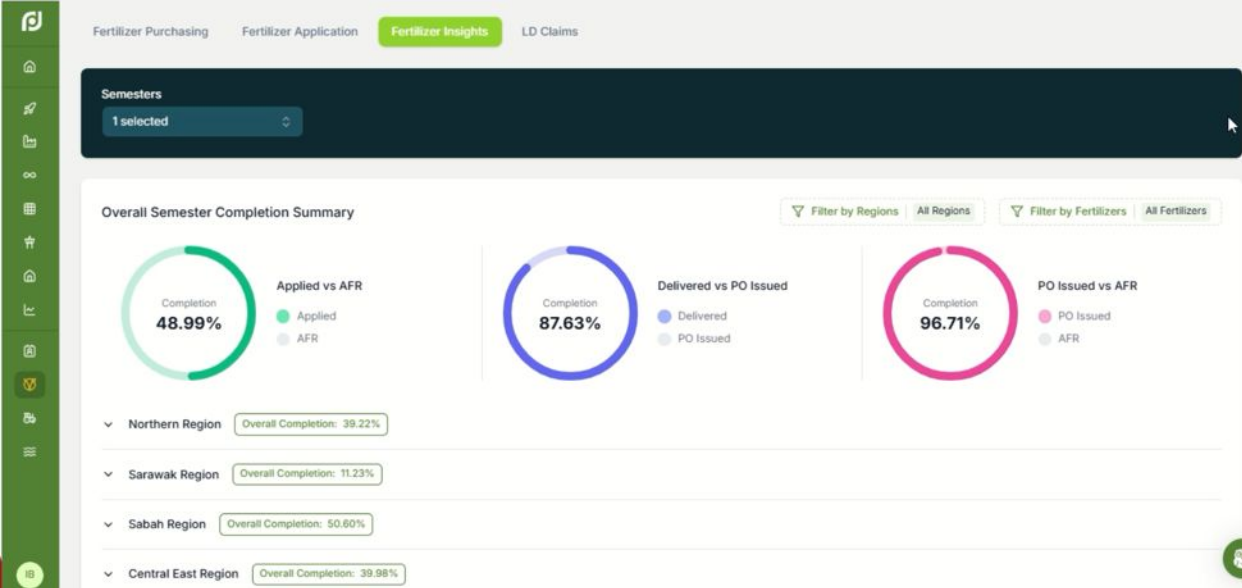 Fertilizer Purchasing Fertilizer Application Fertilizer Insights LD Claims
Semesters
1 selected
Overall Semester Completion Summary
Filter by Regions All Regions Filter by Fertilizers All Fertilizers
Completion
48.99%
Applied vs AFR
Applied
AFR
Completion
87.63%
Delivered vs PO Issued
Delivered
PO Issued
Completion
96.71%
PO Issued vs AFR
PO Issued
AFR
Northern Region Overall Completion: 39.22%
Sarawak Region Overall Completion: 11.23%
Sabah Region Overall Completion: 50.60%
Central East Region Overall Completion: 39.98%
IB